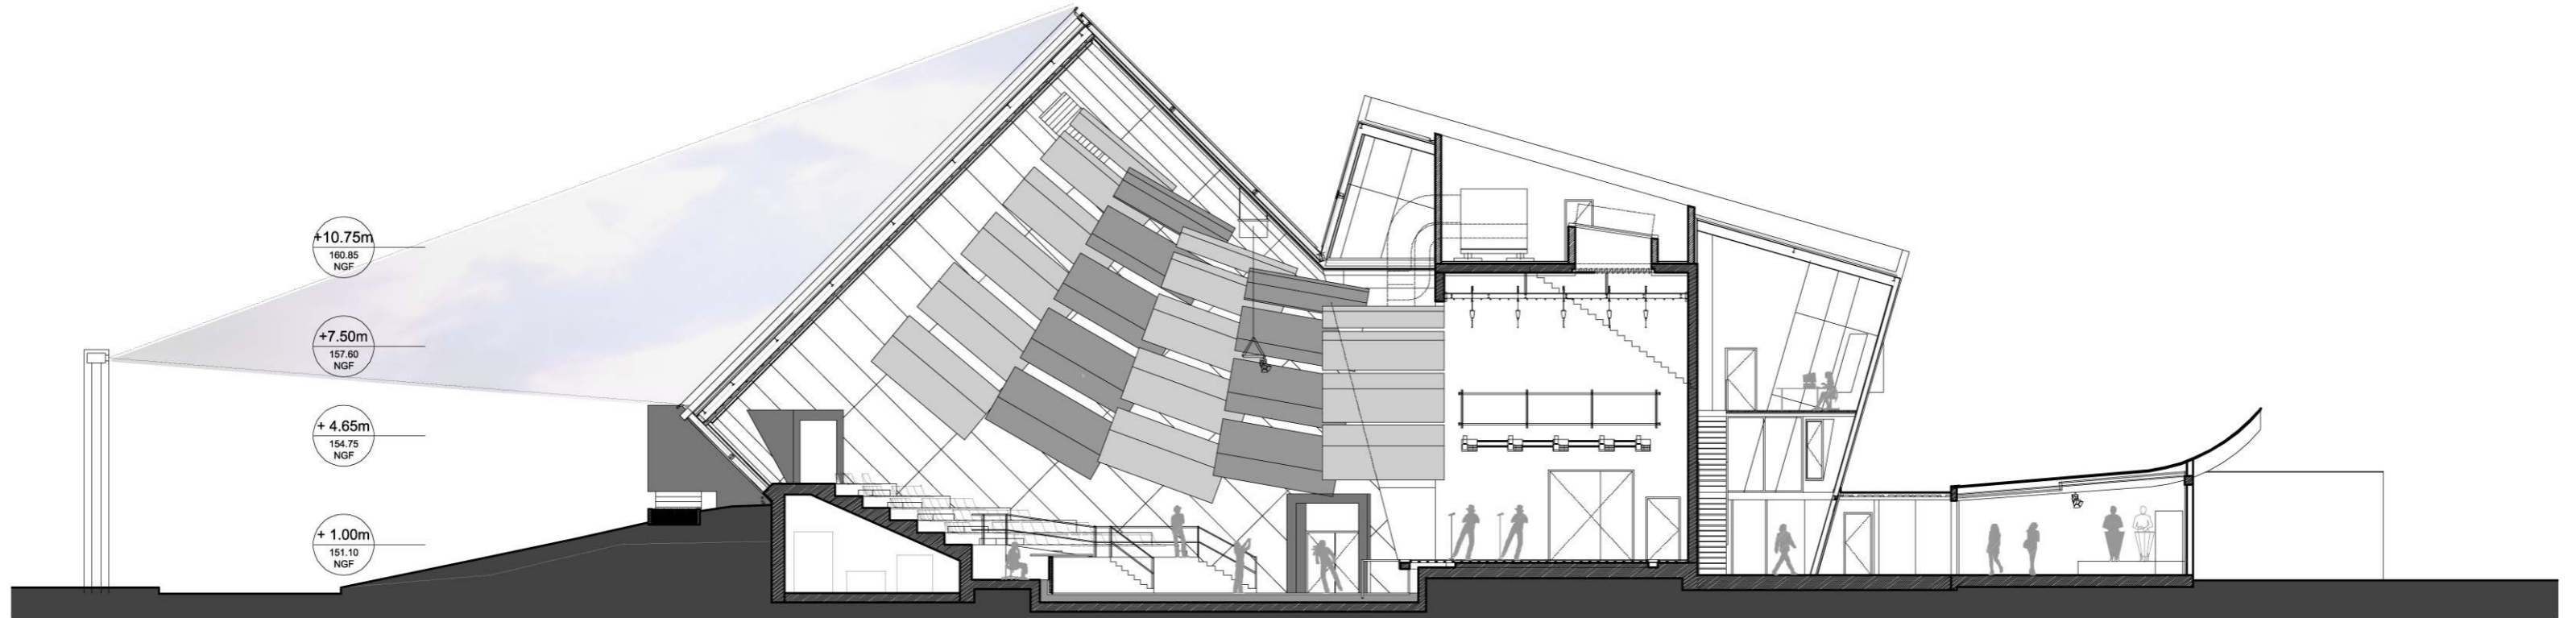 +10.75m
160.85
NGF
+7.50m
157.60
NGF
+ 4.65m
154.75
NGF
+ 1.00m
151.10
NGF